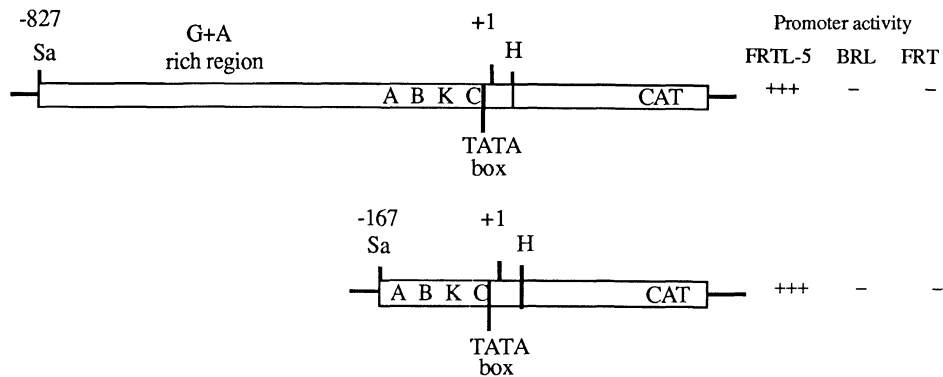 -827
Sa
G+A
rich region
+1
H
Promoter activity
FRTL-5 BRL FRT
A B K C CAT
+++ – –
TATA
box
-167
Sa
+1
H
A B K C CAT
+++ – –
TATA
box